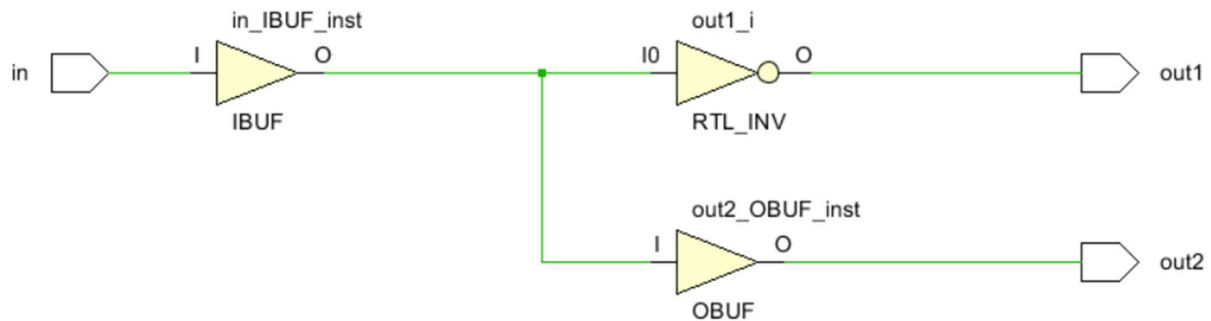 in_IBUF_inst
out1_i
I
O
I0
O
in
out1
IBUF
RTL_INV
out2_OBUF_inst
I
O
out2
OBUF